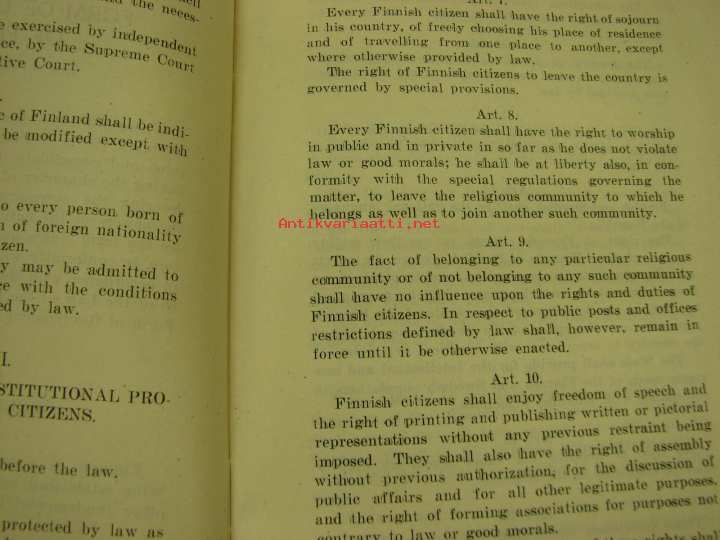 and the neces-
e exercised by independent
ce, by the Supreme Court
tive Court.
c of Finland shall be indi-
be modified except with
o every person born of
n of foreign nationality
zen.
y may be admitted to
ce with the conditions
ed by law.
I.
STITUTIONAL PRO-
CITIZENS.
before the law.
protected by law as
Art. 7.
Every Finnish citizen shall have the right of sojourn
in his country, of freely choosing his place of residence
and of travelling from one place to another, except
where otherwise provided by law.
The right of Finnish citizens to leave the country is
governed by special provisions.
Art. 8.
Every Finnish citizen shall have the right to worship
in public and in private in so far as he does not violate
law or good morals; he shall be at liberty also, in con-
formity with the special regulations governing the
matter, to leave the religious community to which he
belongs as well as to join another such community.
Antikvariaatti.net
Art. 9.
The fact of belonging to any particular religious
community or of not belonging to any such community
shall have no influence upon the rights and duties of
Finnish citizens. In respect to public posts and offices
restrictions defined by law shall, however, remain in
force until it be otherwise enacted.
Art. 10.
Finnish citizens shall enjoy freedom of speech and
the right of printing and publishing written or pictorial
representations without any previous restraint being
imposed. They shall also have the right of assembly
without previous authorization, for the discussion of
public affairs and for all other legitimate purposes,
and the right of forming associations for purposes not
contrary to law or good morals.
rights shall